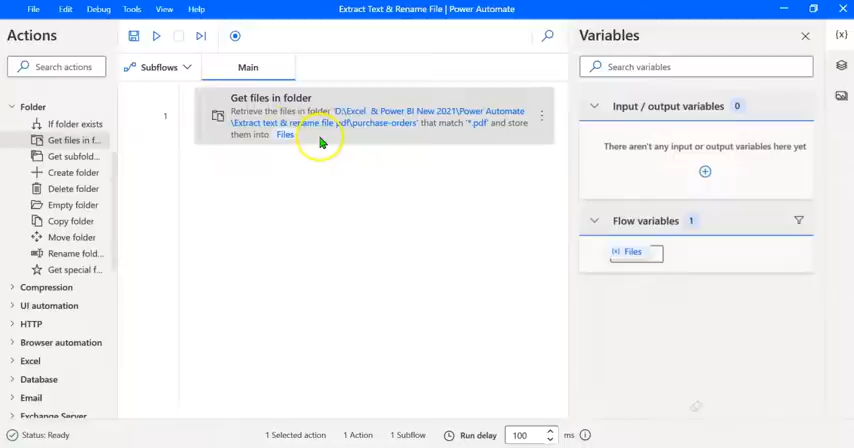 File Edit Debug Tools View Help Extract Text & Rename File | Power Automate
Actions
Search actions
Folder
If folder exists
Get files in f...
Get subfold...
Create folder
Delete folder
Empty folder
Copy folder
Move folder
Rename fold...
Get special f...
Compression
UI automation
HTTP
Browser automation
Excel
Database
Email
Exchange Server
Subflows
Main
1
Get files in folder
Retrieve the files in folder 'D:\Excel & Power BI New 2021\Power Automate
\Extract text & rename file pdf\purchase-orders' that match '*.pdf' and store
them into Files
Variables
{x}
Search variables
Input / output variables 0
There aren't any input or output variables here yet
Flow variables 1
{x} Files
Status: Ready 1 Selected action 1 Action 1 Subflow Run delay 100 ms